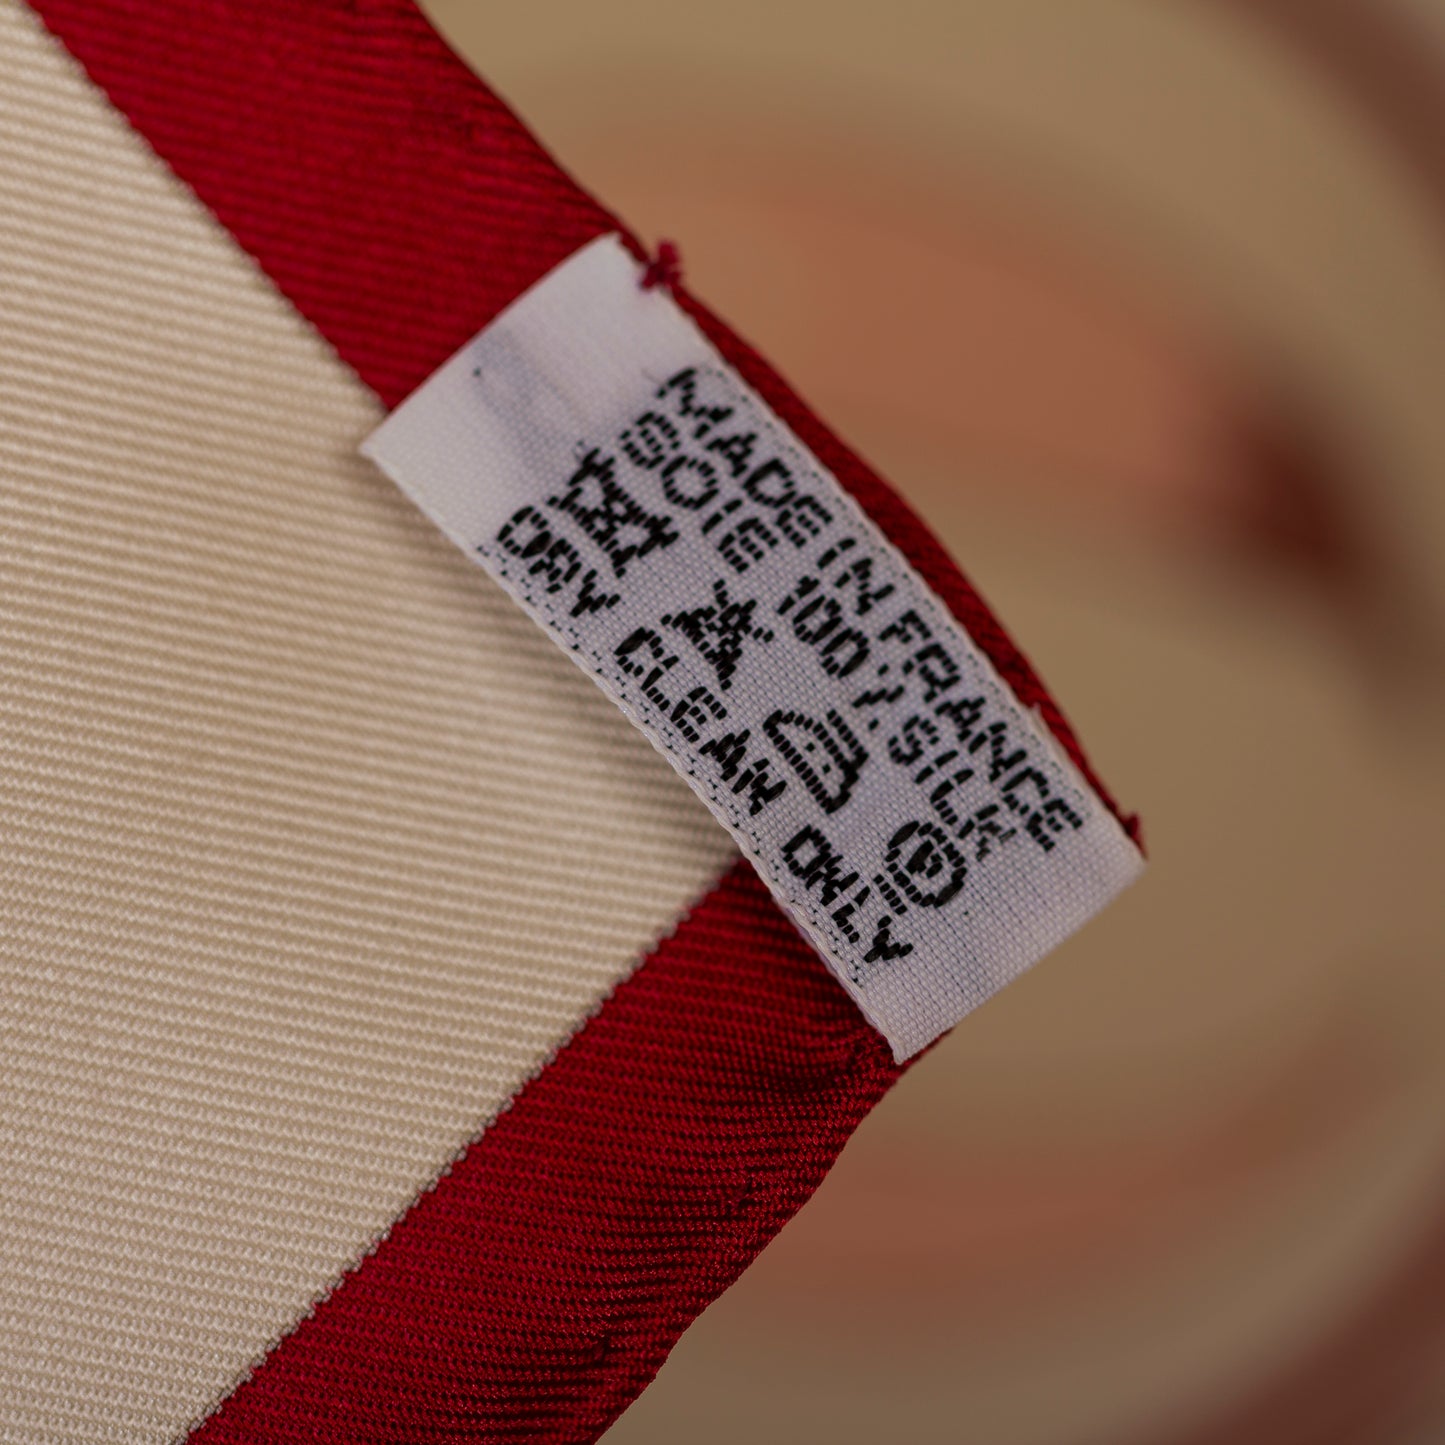 MADE IN FRANCE
SOIE 100% SILK
P
DRY CLEAN ONLY